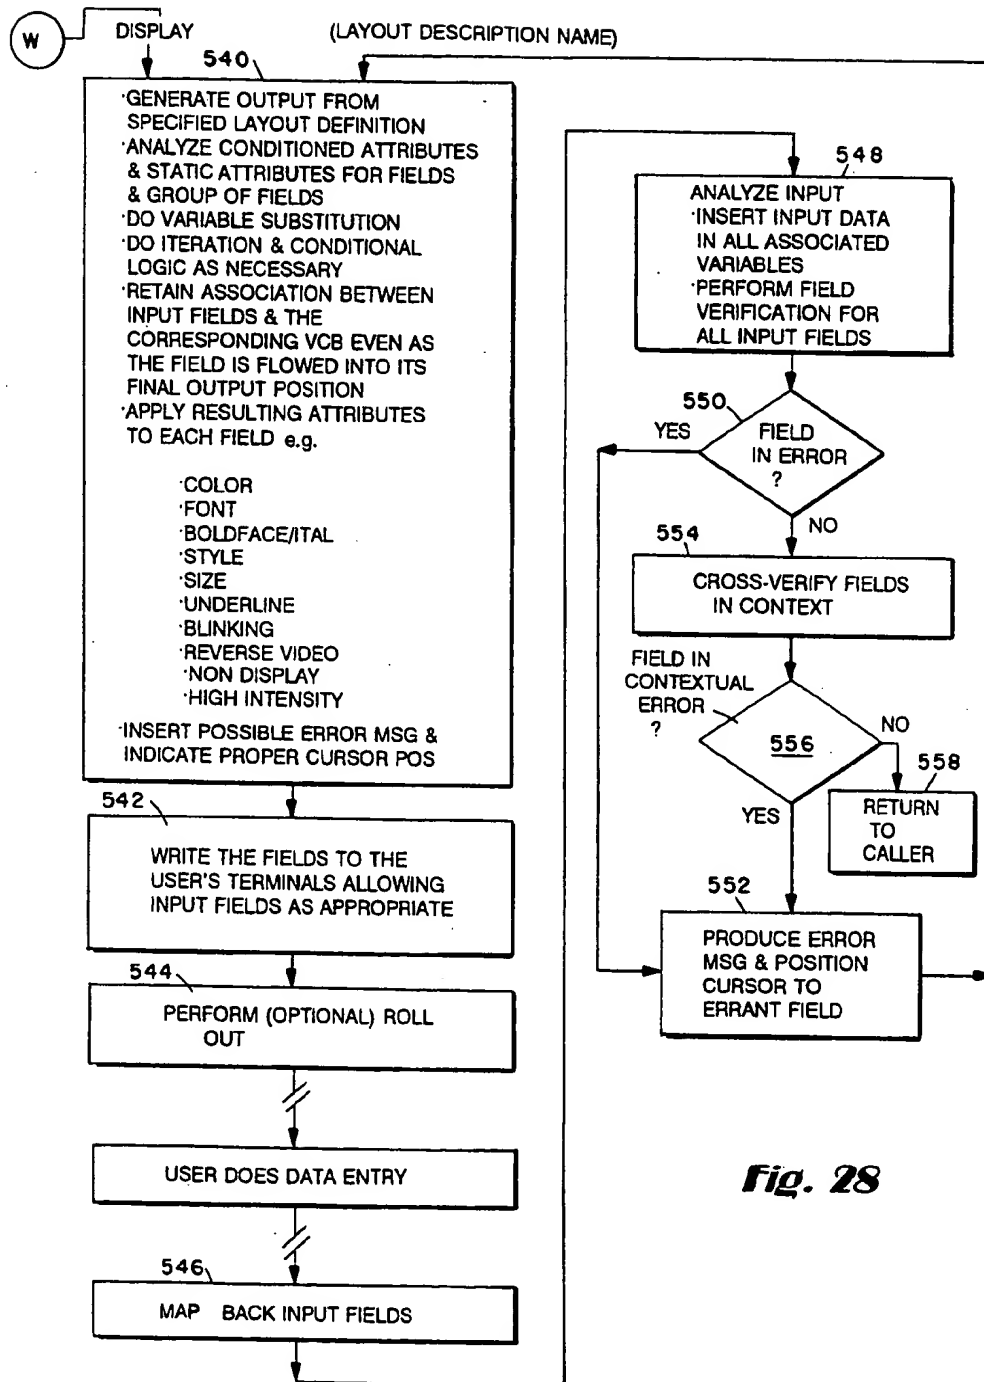 W
DISPLAY
(LAYOUT DESCRIPTION NAME)
540
·GENERATE OUTPUT FROM
SPECIFIED LAYOUT DEFINITION
·ANALYZE CONDITIONED ATTRIBUTES
& STATIC ATTRIBUTES FOR FIELDS
& GROUP OF FIELDS
·DO VARIABLE SUBSTITUTION
·DO ITERATION & CONDITIONAL
LOGIC AS NECESSARY
·RETAIN ASSOCIATION BETWEEN
INPUT FIELDS & THE
CORRESPONDING VCB EVEN AS
THE FIELD IS FLOWED INTO ITS
FINAL OUTPUT POSITION
·APPLY RESULTING ATTRIBUTES
TO EACH FIELD e.g.
·COLOR
·FONT
·BOLDFACE/ITAL
·STYLE
·SIZE
·UNDERLINE
·BLINKING
·REVERSE VIDEO
·NON DISPLAY
·HIGH INTENSITY
·INSERT POSSIBLE ERROR MSG &
INDICATE PROPER CURSOR POS
542
WRITE THE FIELDS TO THE
USER'S TERMINALS ALLOWING
INPUT FIELDS AS APPROPRIATE
544
PERFORM (OPTIONAL) ROLL
OUT
USER DOES DATA ENTRY
546
MAP BACK INPUT FIELDS
548
ANALYZE INPUT
·INSERT INPUT DATA
IN ALL ASSOCIATED
VARIABLES
·PERFORM FIELD
VERIFICATION FOR
ALL INPUT FIELDS
550
YES
FIELD
IN ERROR
?
NO
554
CROSS-VERIFY FIELDS
IN CONTEXT
FIELD IN
CONTEXTUAL
ERROR
?
556
NO
558
YES
RETURN
TO
CALLER
552
PRODUCE ERROR
MSG & POSITION
CURSOR TO
ERRANT FIELD
Fig. 28